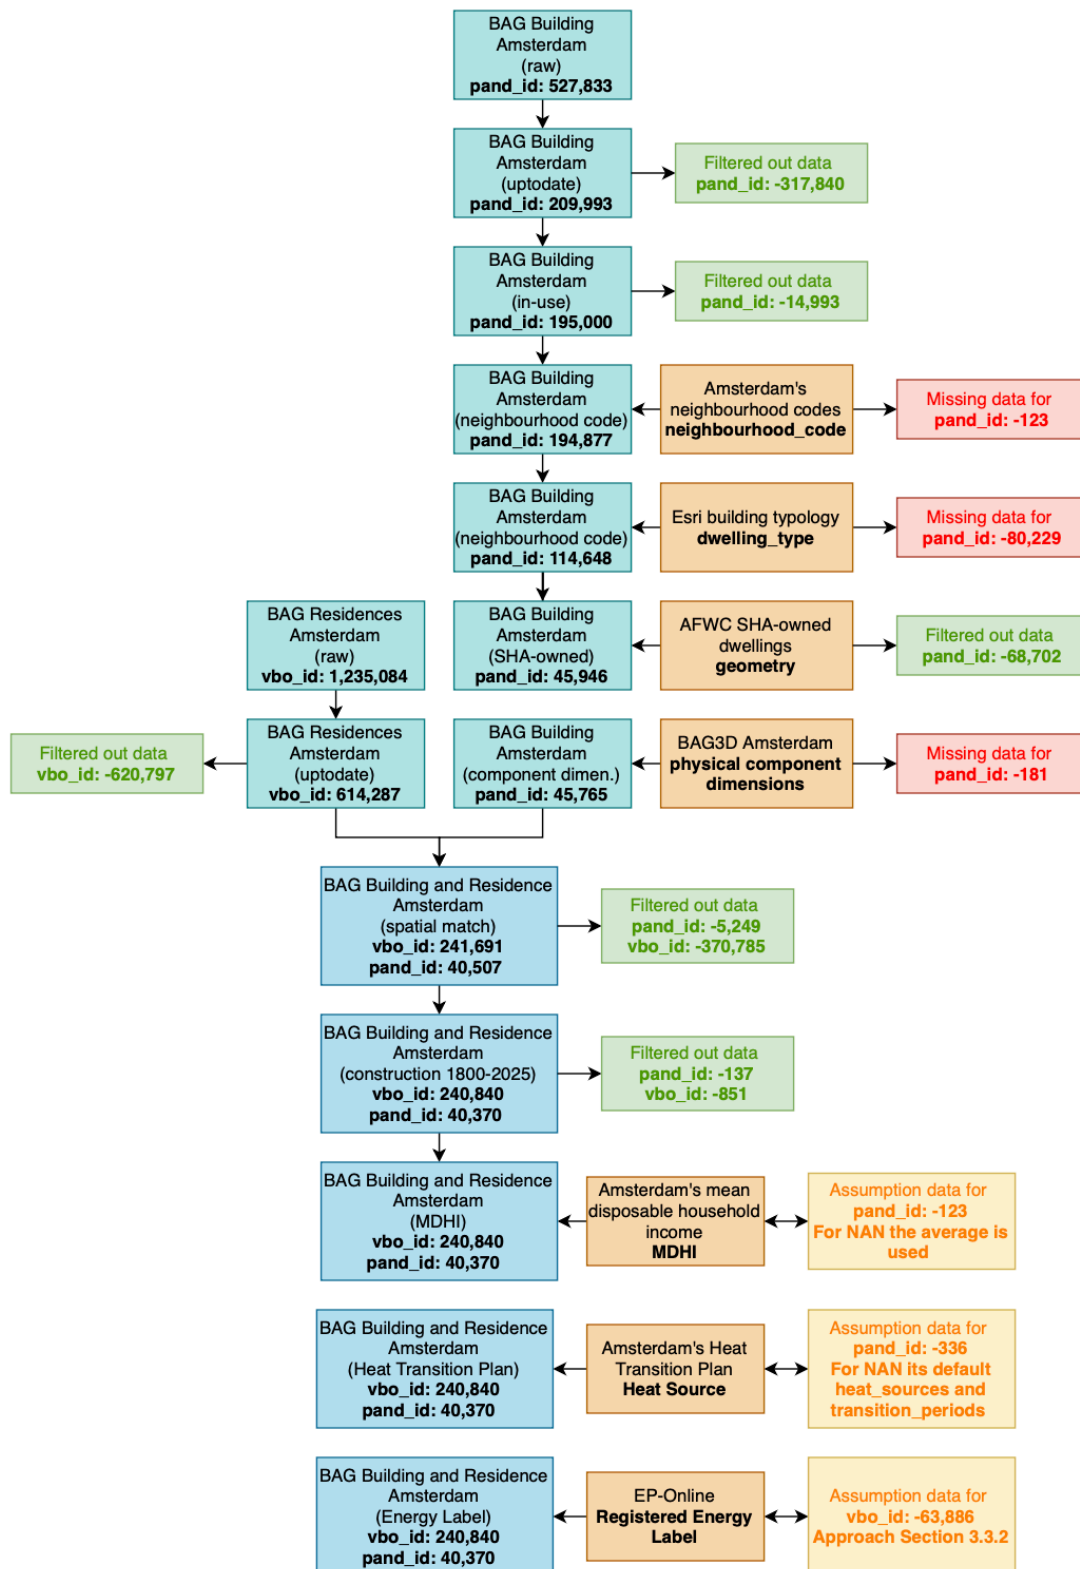 BAG Building
Amsterdam
(raw)
pand_id: 527,833
BAG Building
Amsterdam
(uptodate)
pand_id: 209,993
Filtered out data
pand_id: -317,840
BAG Building
Amsterdam
(in-use)
pand_id: 195,000
Filtered out data
pand_id: -14,993
BAG Building
Amsterdam
(neighbourhood code)
pand_id: 194,877
Amsterdam's
neighbourhood codes
neighbourhood_code
Missing data for
pand_id: -123
BAG Building
Amsterdam
(neighbourhood code)
pand_id: 114,648
Esri building typology
dwelling_type
Missing data for
pand_id: -80,229
BAG Residences
Amsterdam
(raw)
vbo_id: 1,235,084
BAG Building
Amsterdam
(SHA-owned)
pand_id: 45,946
AFWC SHA-owned
dwellings
geometry
Filtered out data
pand_id: -68,702
Filtered out data
vbo_id: -620,797
BAG Residences
Amsterdam
(uptodate)
vbo_id: 614,287
BAG Building
Amsterdam
(component dimen.)
pand_id: 45,765
BAG3D Amsterdam
physical component
dimensions
Missing data for
pand_id: -181
BAG Building and Residence
Amsterdam
(spatial match)
vbo_id: 241,691
pand_id: 40,507
Filtered out data
pand_id: -5,249
vbo_id: -370,785
BAG Building and Residence
Amsterdam
(construction 1800-2025)
vbo_id: 240,840
pand_id: 40,370
Filtered out data
pand_id: -137
vbo_id: -851
BAG Building and Residence
Amsterdam
(MDHI)
vbo_id: 240,840
pand_id: 40,370
Amsterdam's mean
disposable household
income
MDHI
Assumption data for
pand_id: -123
For NAN the average is
used
BAG Building and Residence
Amsterdam
(Heat Transition Plan)
vbo_id: 240,840
pand_id: 40,370
Amsterdam's Heat
Transition Plan
Heat Source
Assumption data for
pand_id: -336
For NAN its default
heat_sources and
transition_periods
BAG Building and Residence
Amsterdam
(Energy Label)
vbo_id: 240,840
pand_id: 40,370
EP-Online
Registered Energy
Label
Assumption data for
vbo_id: -63,886
Approach Section 3.3.2